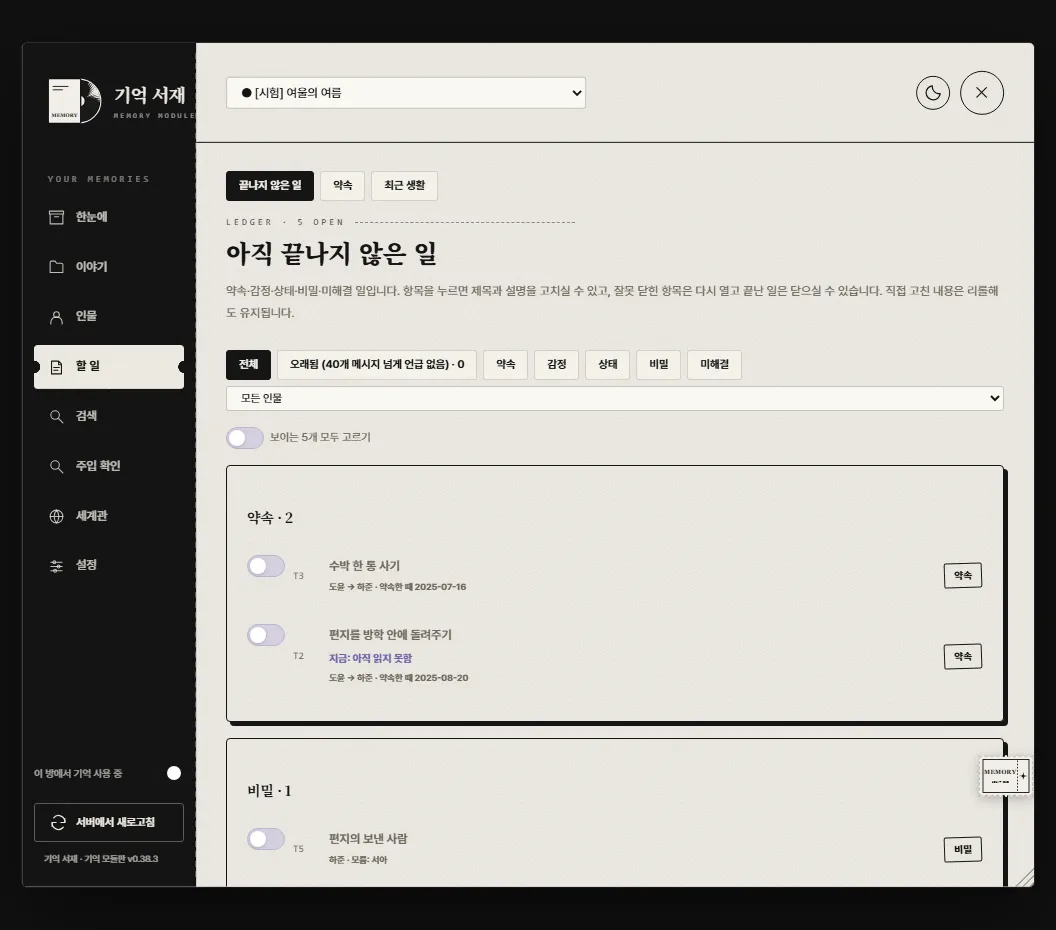 기억 서재
MEMORY MODULE
MEMORY
YOUR MEMORIES
한눈에
이야기
인물
할 일
검색
주입 확인
세계관
설정
이 방에서 기억 사용 중
서버에서 새로고침
기억 서재 · 기억 모듈판 v0.38.3
● [시험] 여울의 여름
끝나지 않은 일
약속
최근 생활
LEDGER · 5 OPEN
아직 끝나지 않은 일
약속·감정·상태·비밀·미해결 일입니다. 항목을 누르면 제목과 설명을 고치실 수 있고, 잘못 닫힌 항목은 다시 열고 끝난 일은 닫으실 수 있습니다. 직접 고친 내용은 리롤해
도 유지됩니다.
전체
오래됨 (40개 메시지 넘게 언급 없음) · 0
약속
감정
상태
비밀
미해결
모든 인물
보이는 5개 모두 고르기
약속 · 2
T3
수박 한 통 사기
도윤 → 하준 · 약속한 때 2025-07-16
약속
T2
편지를 방학 안에 돌려주기
지금: 아직 읽지 못함
도윤 → 하준 · 약속한 때 2025-08-20
약속
MEMORY
비밀 · 1
T5
편지의 보낸 사람
하준 · 모름: 서아
비밀